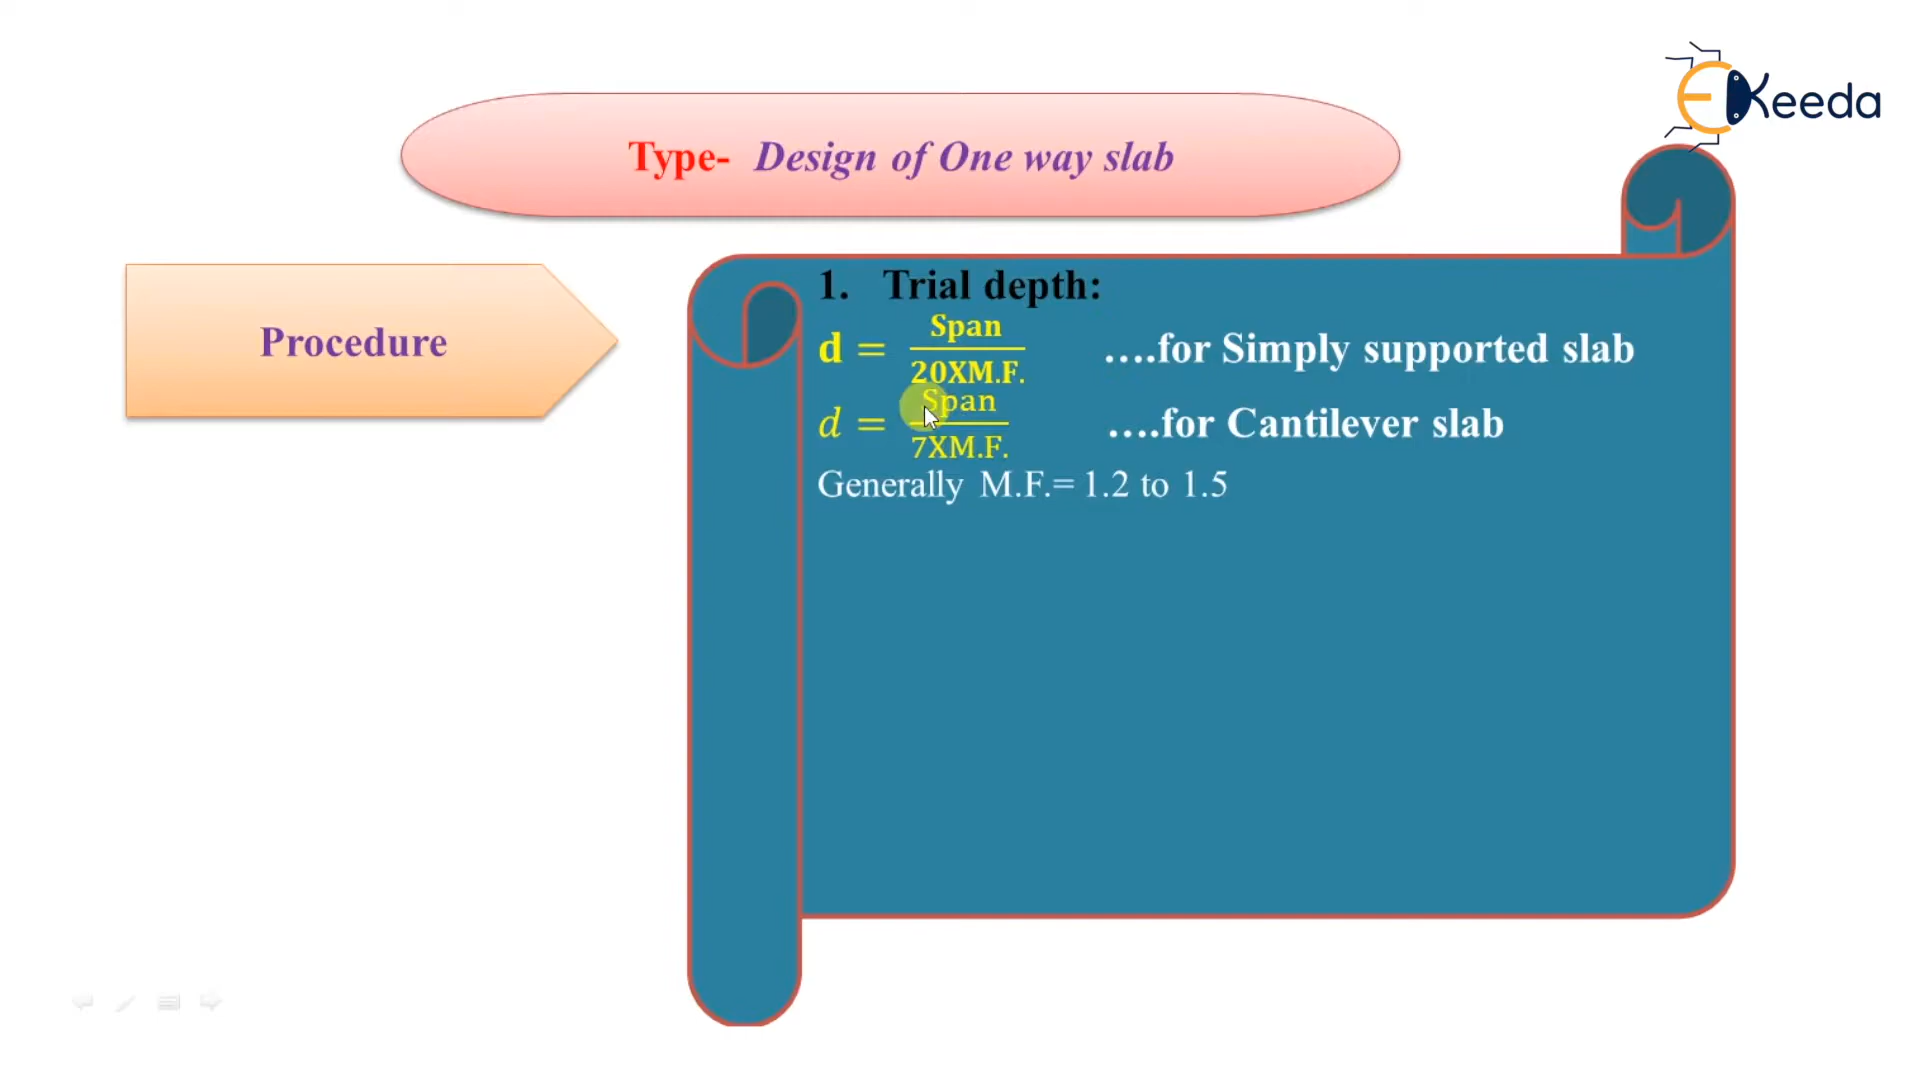 EKeeda
Type- Design of One way slab
Procedure
1. Trial depth:
d = Span / 20XM.F. ….for Simply supported slab
d = Span / 7XM.F. ….for Cantilever slab
Generally M.F.= 1.2 to 1.5